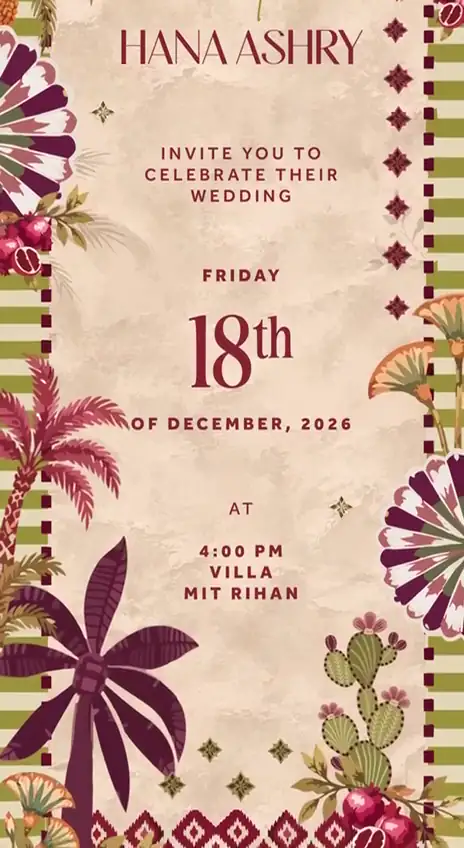 HANA ASHRY
INVITE YOU TO
CELEBRATE THEIR
WEDDING
FRIDAY
18th
OF DECEMBER, 2026
AT
4:00 PM
VILLA
MIT RIHAN